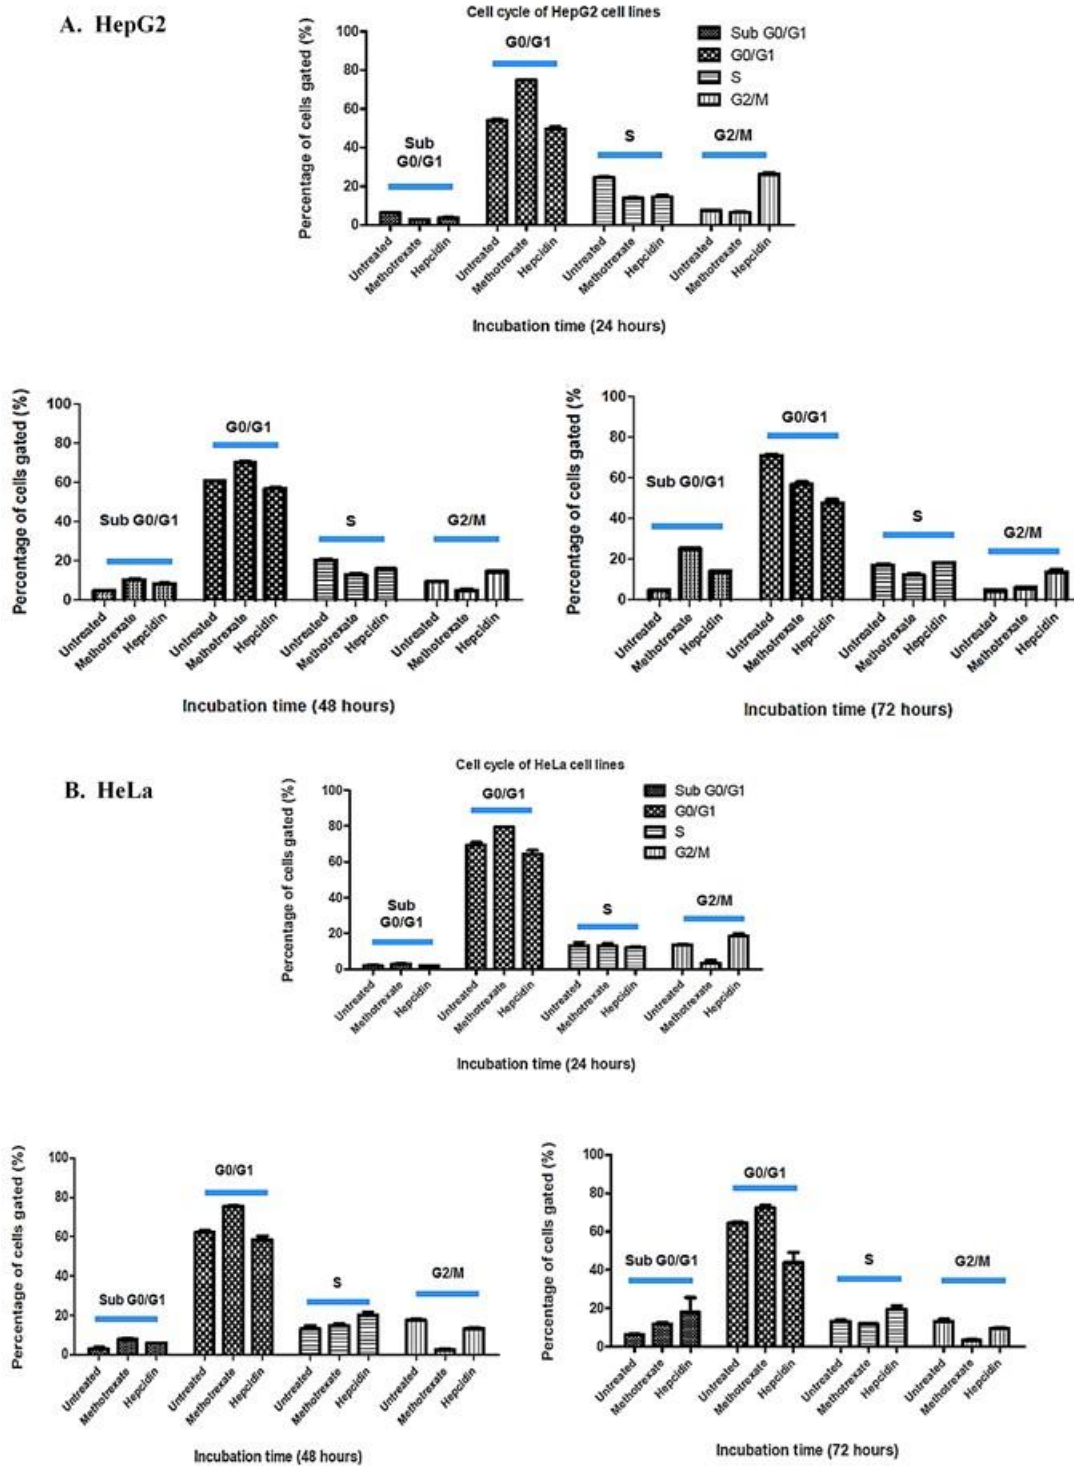 A. HepG2
Cell cycle of HepG2 cell lines
Percentage of cells gated (%)
100
80
60
40
20
0
Sub
G0/G1
G0/G1
S
G2/M
Sub G0/G1
G0/G1
S
G2/M
Untreated
Methotrexate
Hepcidin
Untreated
Methotrexate
Hepcidin
Untreated
Methotrexate
Hepcidin
Untreated
Methotrexate
Hepcidin
Incubation time (24 hours)
Percentage of cells gated (%)
100
80
60
40
20
0
Sub G0/G1
G0/G1
S
G2/M
Untreated
Methotrexate
Hepcidin
Untreated
Methotrexate
Hepcidin
Untreated
Methotrexate
Hepcidin
Untreated
Methotrexate
Hepcidin
Incubation time (48 hours)
Percentage of cells gated (%
100
80
60
40
20
0
Sub G0/G1
G0/G1
S
G2/M
Untreated
Methotrexate
Hepcidin
Untreated
Methotrexate
Hepcidin
Untreated
Methotrexate
Hepcidin
Untreated
Methotrexate
Hepcidin
Incubation time (72 hours)
B. HeLa
Cell cycle of HeLa cell lines
Percentage of cells gated (%)
100
80
60
40
20
0
Sub
G0/G1
G0/G1
S
G2/M
Sub G0/G1
G0/G1
S
G2/M
Untreated
Methotrexate
Hepcidin
Untreated
Methotrexate
Hepcidin
Untreated
Methotrexate
Hepcidin
Untreated
Methotrexate
Hepcidin
Incubation time (24 hours)
Percentage of cells gated (%)
100
80
60
40
20
0
Sub G0/G1
G0/G1
S
G2/M
Untreated
Methotrexate
Hepcidin
Untreated
Methotrexate
Hepcidin
Untreated
Methotrexate
Hepcidin
Untreated
Methotrexate
Hepcidin
Incubation time (48 hours)
Percentage of cells gated (%)
100
80
60
40
20
0
Sub G0/G1
G0/G1
S
G2/M
Untreated
Methotrexate
Hepcidin
Untreated
Methotrexate
Hepcidin
Untreated
Methotrexate
Hepcidin
Untreated
Methotrexate
Hepcidin
Incubation time (72 hours)